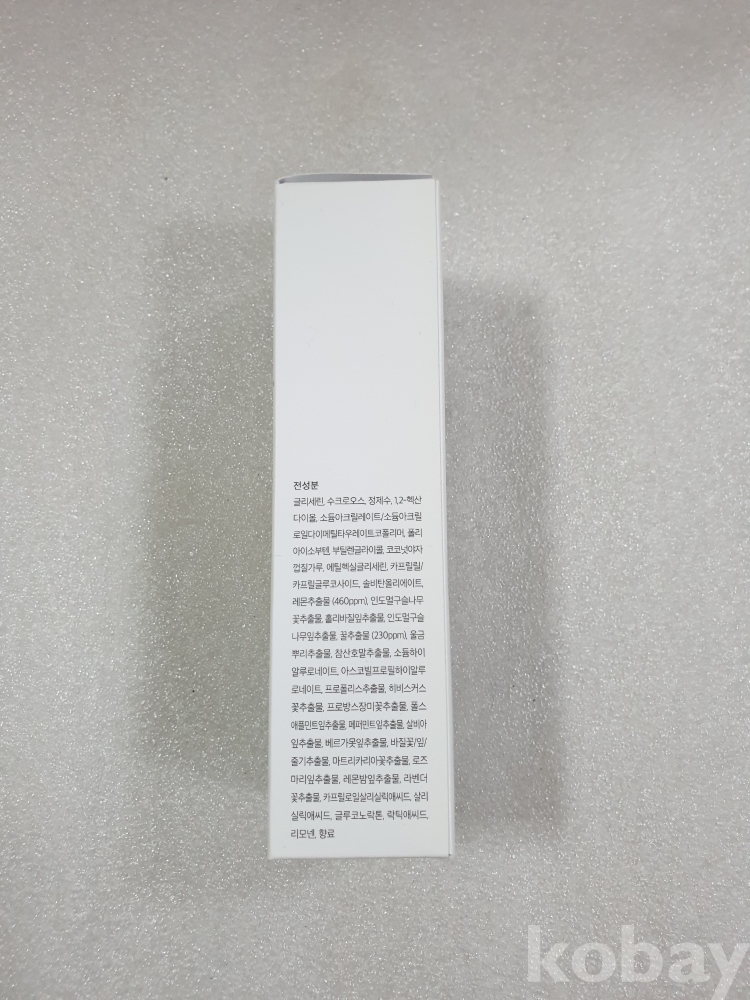 전성분
글리세린, 수크로오스, 정제수, 1,2-헥산
다이올, 소듐아크릴레이트/소듐아크릴
로일다이메틸타우레이트코폴리머, 폴리
아이소부텐, 부틸렌글라이콜, 코코넛야자
껍질가루, 에틸헥실글리세린, 카프릴릴/
카프릴글루코사이드, 솔비탄올리에이트,
레몬추출물 (460ppm), 인도멀구슬나무
꽃추출물, 홀리바질잎추출물, 인도멀구슬
나무잎추출물, 꿀추출물 (230ppm), 울금
뿌리추출물, 참산호말추출물, 소듐하이
알루로네이트, 아스코빌프로필하이알루
로네이트, 프로폴리스추출물, 히비스커스
꽃추출물, 프로방스장미꽃추출물, 폴스
애플민트잎추출물, 페퍼민트잎추출물, 살비아
잎추출물, 베르가못잎추출물, 바질꽃/잎/
줄기추출물, 마트리카리아꽃추출물, 로즈
마리잎추출물, 레몬밤잎추출물, 라벤더
꽃추출물, 카프릴로일살리실릭애씨드, 살리
실릭애씨드, 글루코노락톤, 락틱애씨드,
리모넨, 향료
kobay